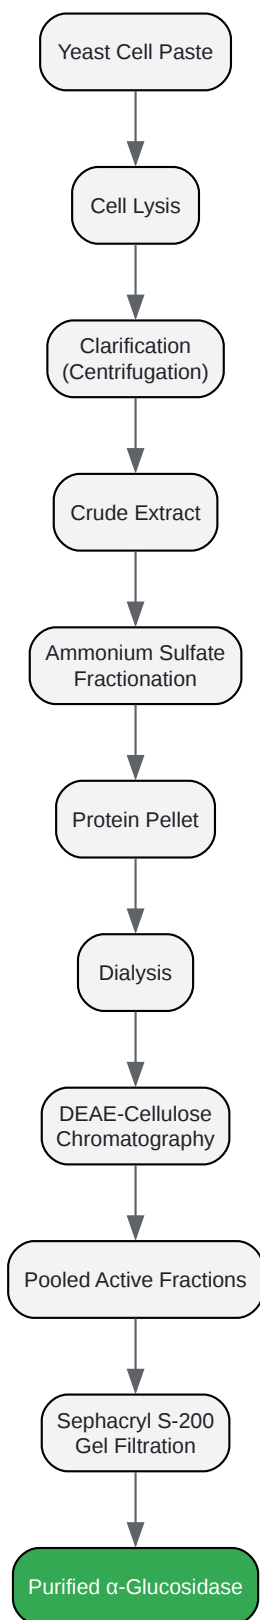 Yeast Cell Paste
Cell Lysis
Clarification
(Centrifugation)
Crude Extract
Ammonium Sulfate
Fractionation
Protein Pellet
Dialysis
DEAE-Cellulose
Chromatography
Pooled Active Fractions
Sephacryl S-200
Gel Filtration
Purified α-Glucosidase